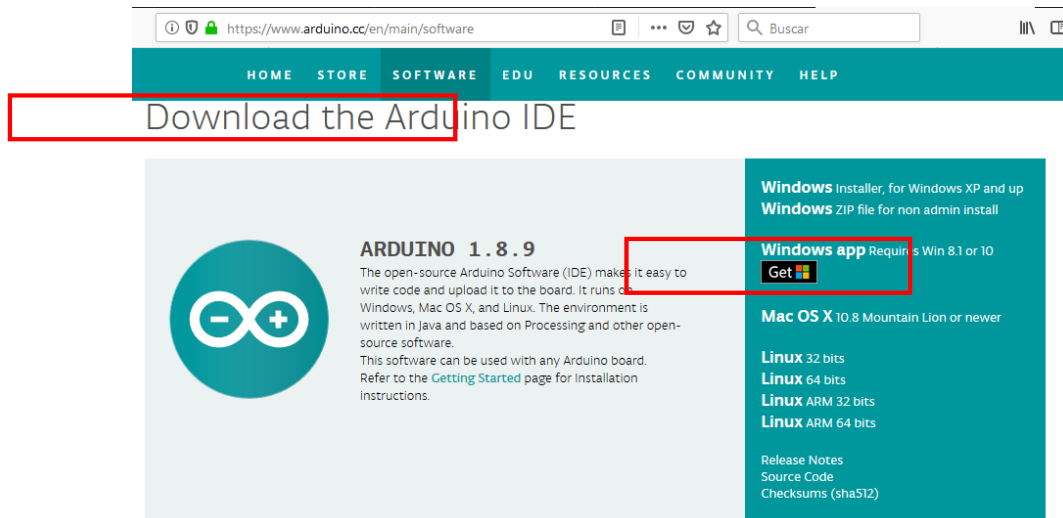 https://www.arduino.cc/en/main/software
Buscar
HOME STORE SOFTWARE EDU RESOURCES COMMUNITY HELP
Download the Arduino IDE
ARDUINO 1.8.9
The open-source Arduino Software (IDE) makes it easy to
write code and upload it to the board. It runs on
Windows, Mac OS X, and Linux. The environment is
written in Java and based on Processing and other open-
source software.
This software can be used with any Arduino board.
Refer to the Getting Started page for Installation
instructions.
Windows Installer, for Windows XP and up
Windows ZIP file for non admin install
Windows app Requires Win 8.1 or 10
Get
Mac OS X 10.8 Mountain Lion or newer
Linux 32 bits
Linux 64 bits
Linux ARM 32 bits
Linux ARM 64 bits
Release Notes
Source Code
Checksums (sha512)